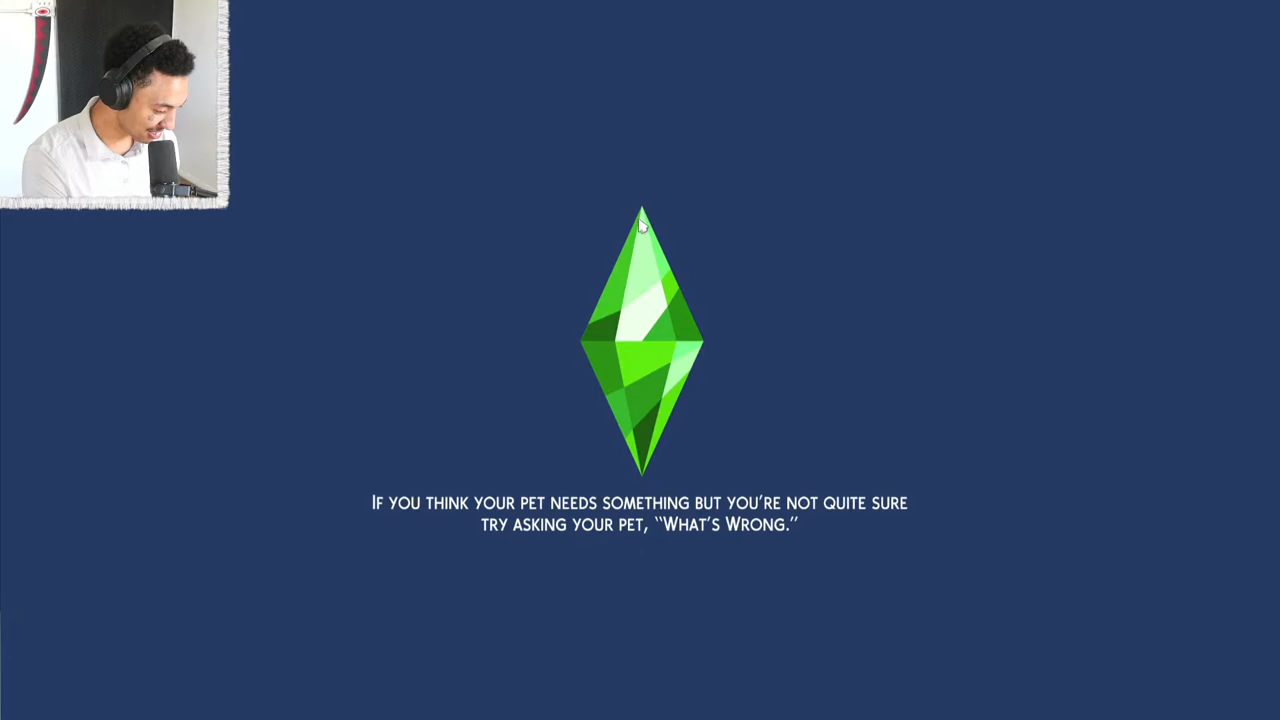 If you think your pet needs something but you're not quite sure
try asking your pet, ``What's Wrong.''